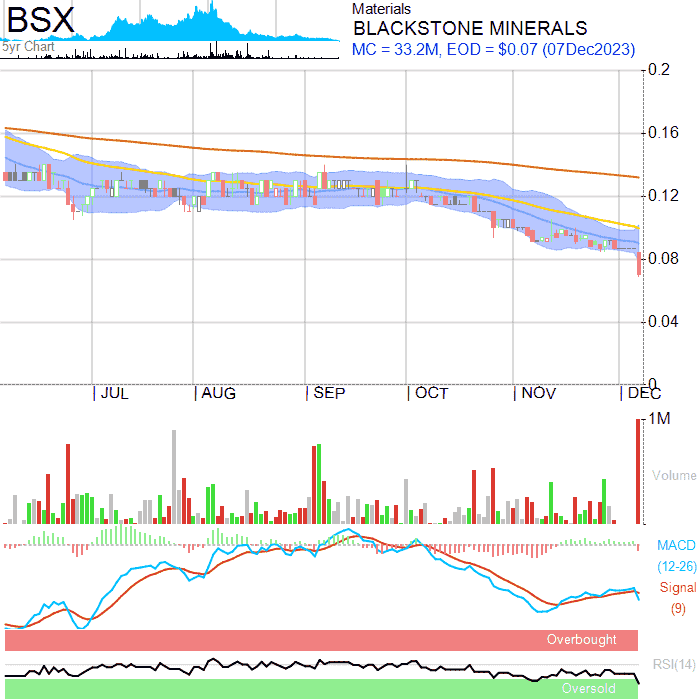 BSX
5yr Chart
Materials
BLACKSTONE MINERALS
MC = 33.2M, EOD = $0.07 (07Dec2023)
0.2
0.16
0.12
0.08
0.04
0
JUL AUG SEP OCT NOV DEC
1M
Volume
MACD
(12-26)
Signal
(9)
Overbought
RSI(14)
Oversold